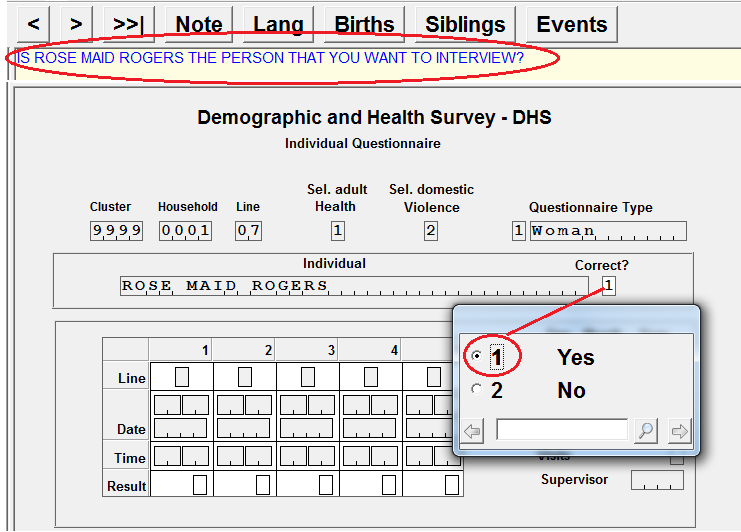 < > >>| Note Lang Births Siblings Events
IS ROSE MAID ROGERS THE PERSON THAT YOU WANT TO INTERVIEW?
Demographic and Health Survey - DHS
Individual Questionnaire
Sel. adult Sel. domestic
Cluster Household Line Health Violence Questionnaire Type
9999 0001 07 1 2 1 Woman
Individual Correct?
ROSE MAID ROGERS 1
1 2 3 4
Line
Date
Time
Result
1 Yes
2 No
Visits
Supervisor